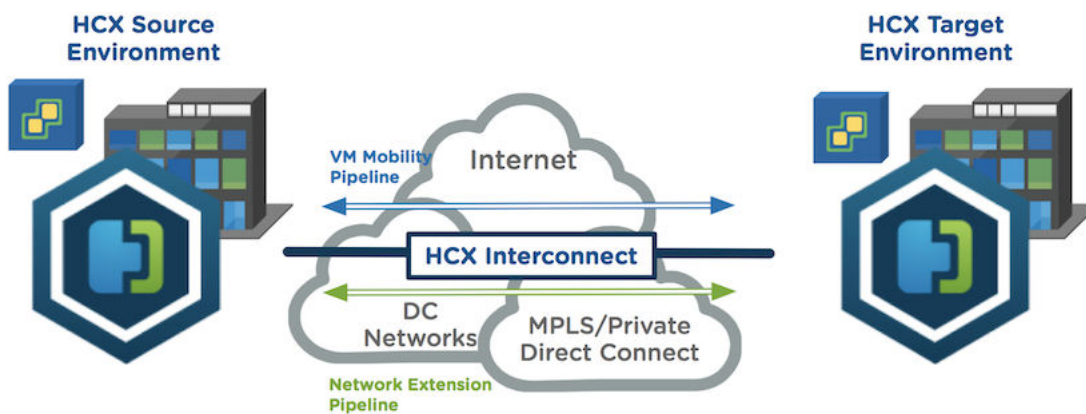 HCX Source
Environment
HCX Target
Environment
VM Mobility
Pipeline
Internet
HCX Interconnect
DC
Networks
MPLS/Private
Direct Connect
Network Extension
Pipeline